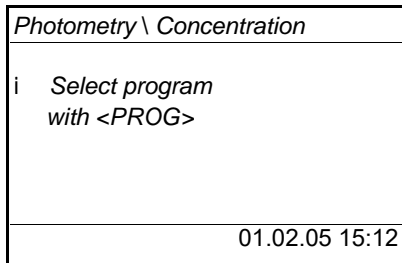 Photometry \ Concentration
i Select program
with <PROG>
01.02.05 15:12